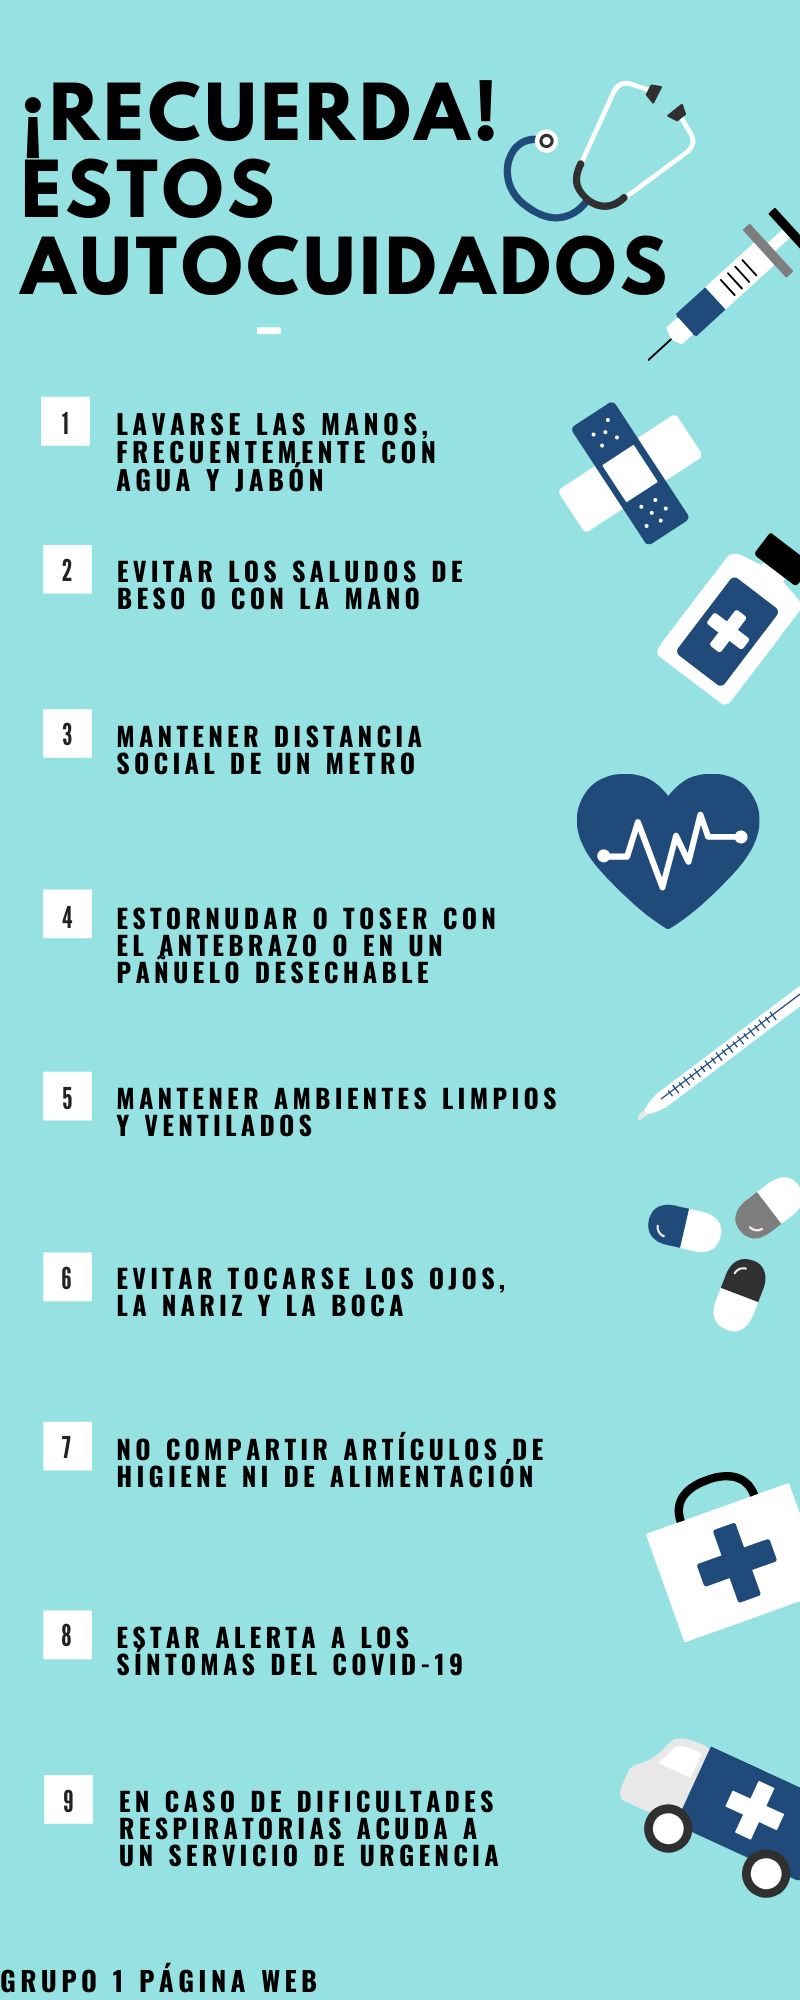 ¡RECUERDA!
ESTOS
AUTOCUIDADOS
1
LAVARSE LAS MANOS,
FRECUENTEMENTE CON
AGUA Y JABÓN
2
EVITAR LOS SALUDOS DE
BESO O CON LA MANO
3
MANTENER DISTANCIA
SOCIAL DE UN METRO
4
ESTORNUDAR O TOSER CON
EL ANTEBRAZO O EN UN
PAÑUELO DESECHABLE
5
MANTENER AMBIENTES LIMPIOS
Y VENTILADOS
6
EVITAR TOCARSE LOS OJOS,
LA NARIZ Y LA BOCA
7
NO COMPARTIR ARTÍCULOS DE
HIGIENE NI DE ALIMENTACIÓN
8
ESTAR ALERTA A LOS
SÍNTOMAS DEL COVID-19
9
EN CASO DE DIFICULTADES
RESPIRATORIAS ACUDA A
UN SERVICIO DE URGENCIA
GRUPO 1 PÁGINA WEB